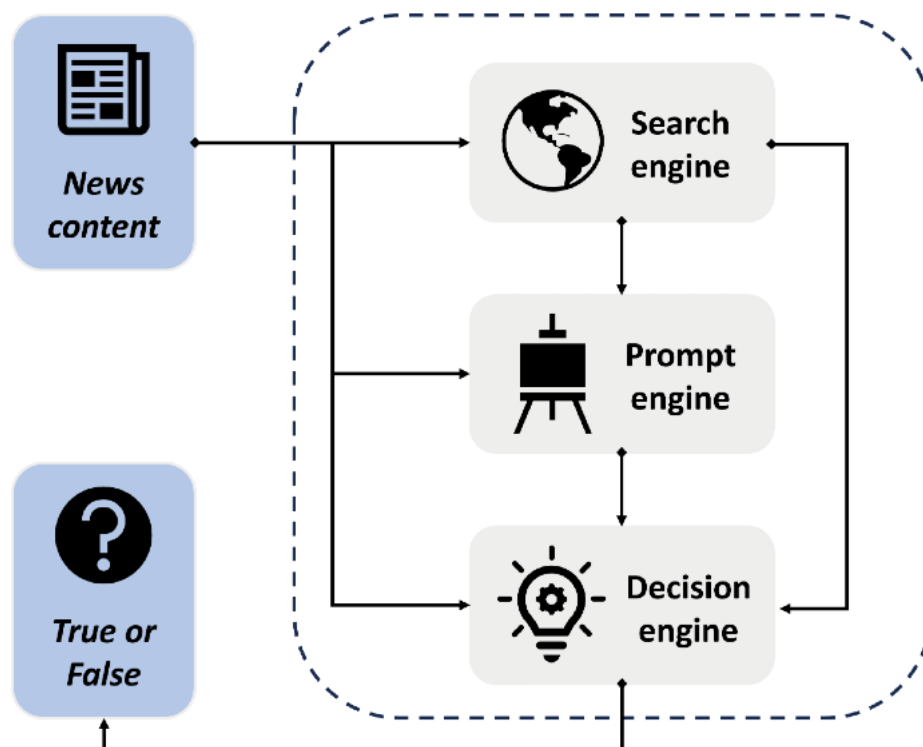 News
content
Search
engine
Prompt
engine
Decision
engine
True or
False